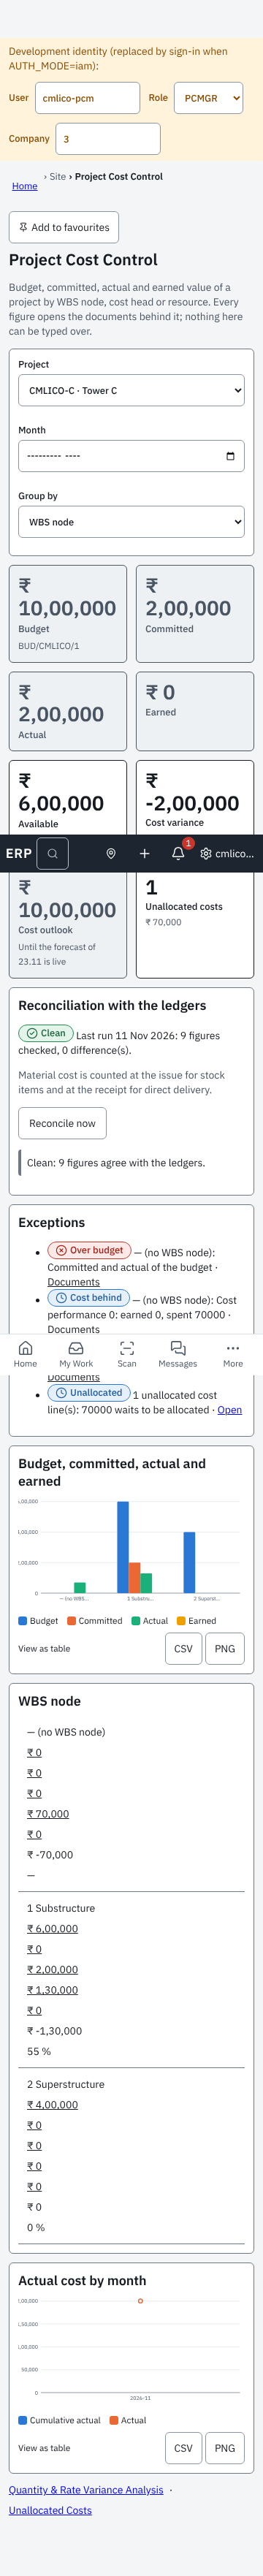 Development identity (replaced by sign-in when
AUTH_MODE=iam):
User cmlico-pcm Role PCMGR
Company 3
Home › Site › Project Cost Control
Add to favourites
Project Cost Control
Budget, committed, actual and earned value of a
project by WBS node, cost head or resource. Every
figure opens the documents behind it; nothing here
can be typed over.
Project
CMLICO-C · Tower C
Month
--------- ----
Group by
WBS node
₹
10,00,000
Budget
BUD/CMLICO/1
₹
2,00,000
Committed
₹
2,00,000
Actual
₹ 0
Earned
₹
6,00,000
Available
₹
-2,00,000
Cost variance
ERP 1 cmlico...
₹
10,00,000
Cost outlook
Until the forecast of
23.11 is live
1
Unallocated costs
₹ 70,000
Reconciliation with the ledgers
Clean Last run 11 Nov 2026: 9 figures
checked, 0 difference(s).
Material cost is counted at the issue for stock
items and at the receipt for direct delivery.
Reconcile now
Clean: 9 figures agree with the ledgers.
Exceptions
Over budget — (no WBS node):
Committed and actual of the budget ·
Documents
Cost behind — (no WBS node): Cost
performance 0: earned 0, spent 70000 ·
Documents
Home My Work Scan Messages More
Documents
Unallocated 1 unallocated cost
line(s): 70000 waits to be allocated · Open
Budget, committed, actual and
earned
0
— (no WBS… 1 Substru… 2 Superst…
Budget Committed Actual Earned
View as table CSV PNG
WBS node
— (no WBS node)
₹ 0
₹ 0
₹ 0
₹ 70,000
₹ 0
₹ -70,000
—
1 Substructure
₹ 6,00,000
₹ 0
₹ 2,00,000
₹ 1,30,000
₹ 0
₹ -1,30,000
55 %
2 Superstructure
₹ 4,00,000
₹ 0
₹ 0
₹ 0
₹ 0
₹ 0
0 %
Actual cost by month
50,000
0
2026-11
Cumulative actual Actual
View as table CSV PNG
Quantity & Rate Variance Analysis ·
Unallocated Costs